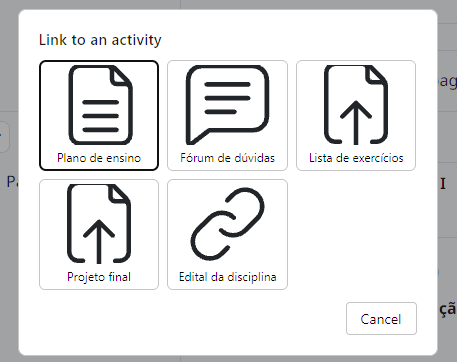 Link to an activity
Plano de ensino
Fórum de dúvidas
Lista de exercícios
Projeto final
Edital da disciplina
Cancel
I